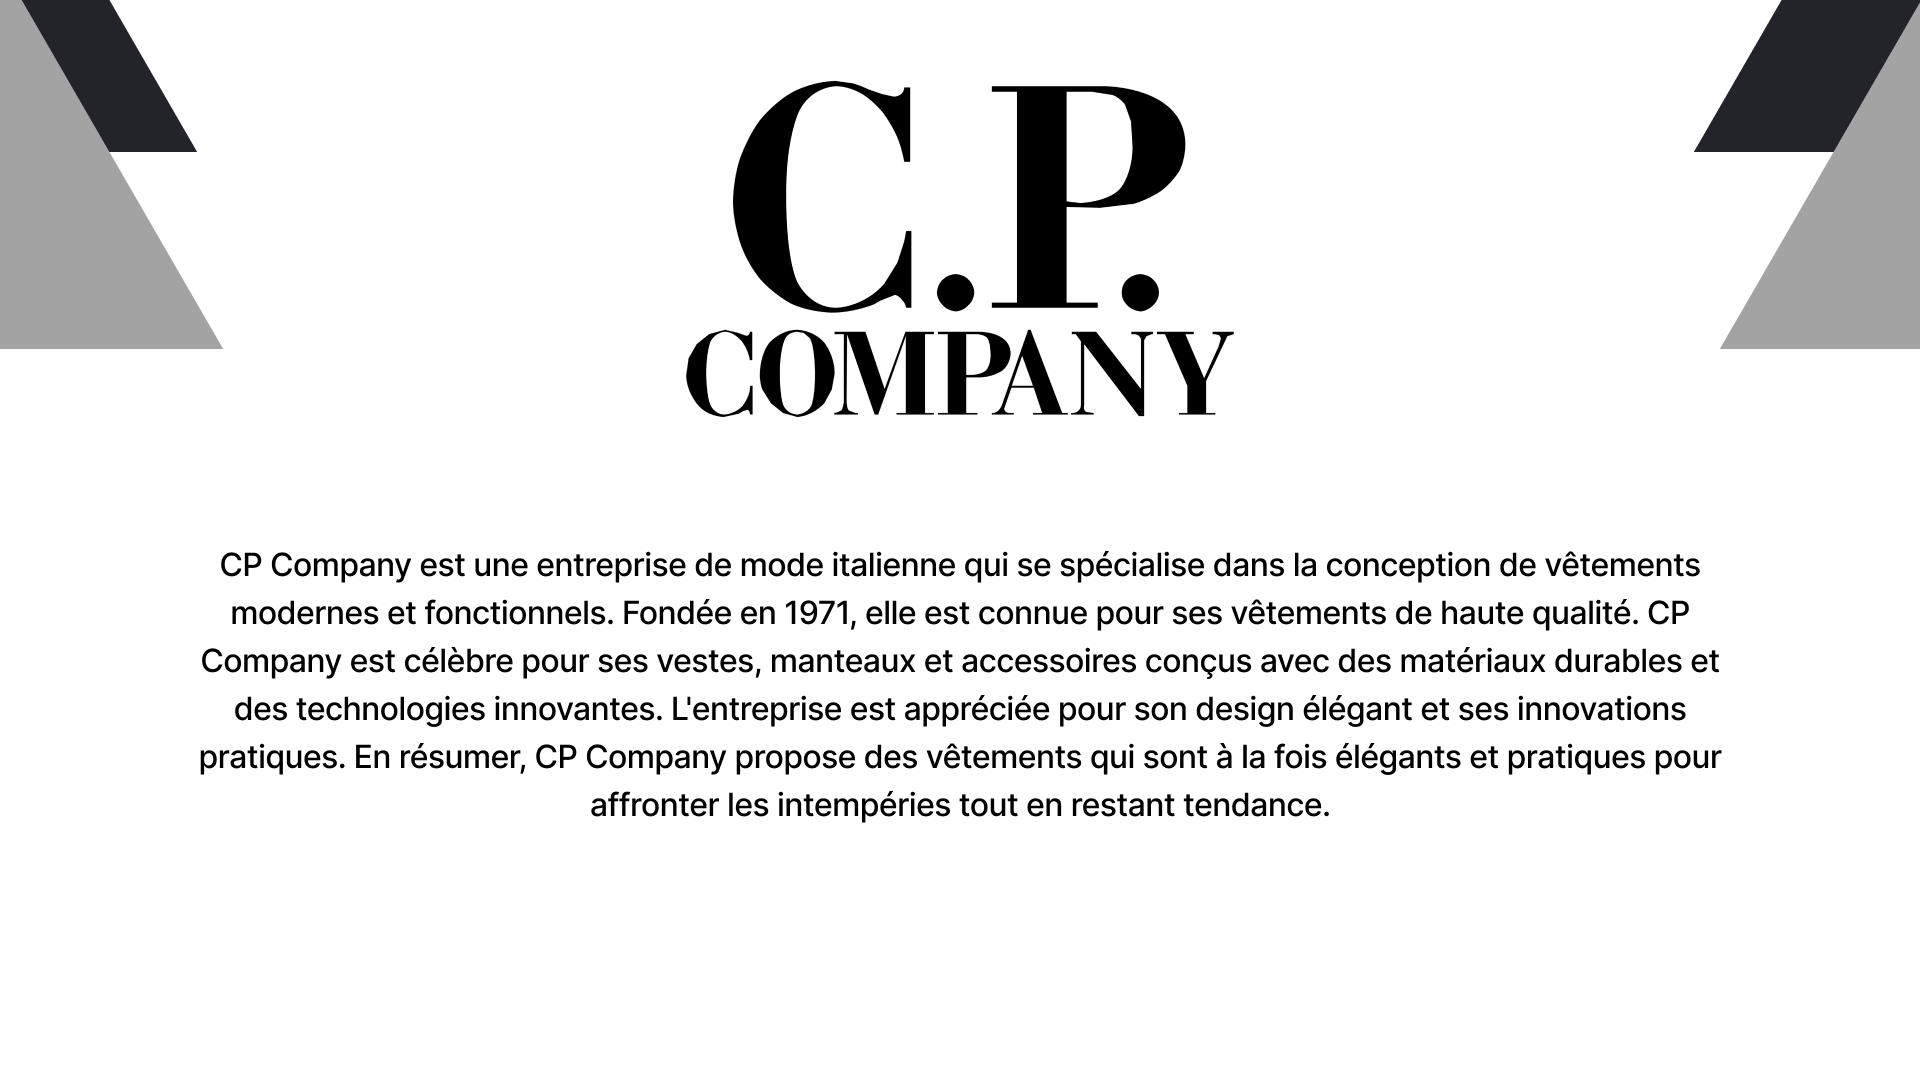 C.P.
COMPANY
CP Company est une entreprise de mode italienne qui se spécialise dans la conception de vêtements
modernes et fonctionnels. Fondée en 1971, elle est connue pour ses vêtements de haute qualité. CP
Company est célèbre pour ses vestes, manteaux et accessoires conçus avec des matériaux durables et
des technologies innovantes. L'entreprise est appréciée pour son design élégant et ses innovations
pratiques. En résumer, CP Company propose des vêtements qui sont à la fois élégants et pratiques pour
affronter les intempéries tout en restant tendance.